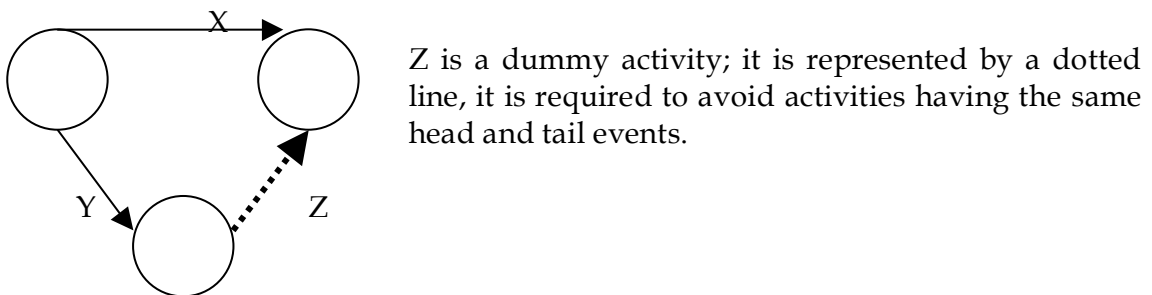 X
Z is a dummy activity; it is represented by a dotted
line, it is required to avoid activities having the same
head and tail events.
Y
Z